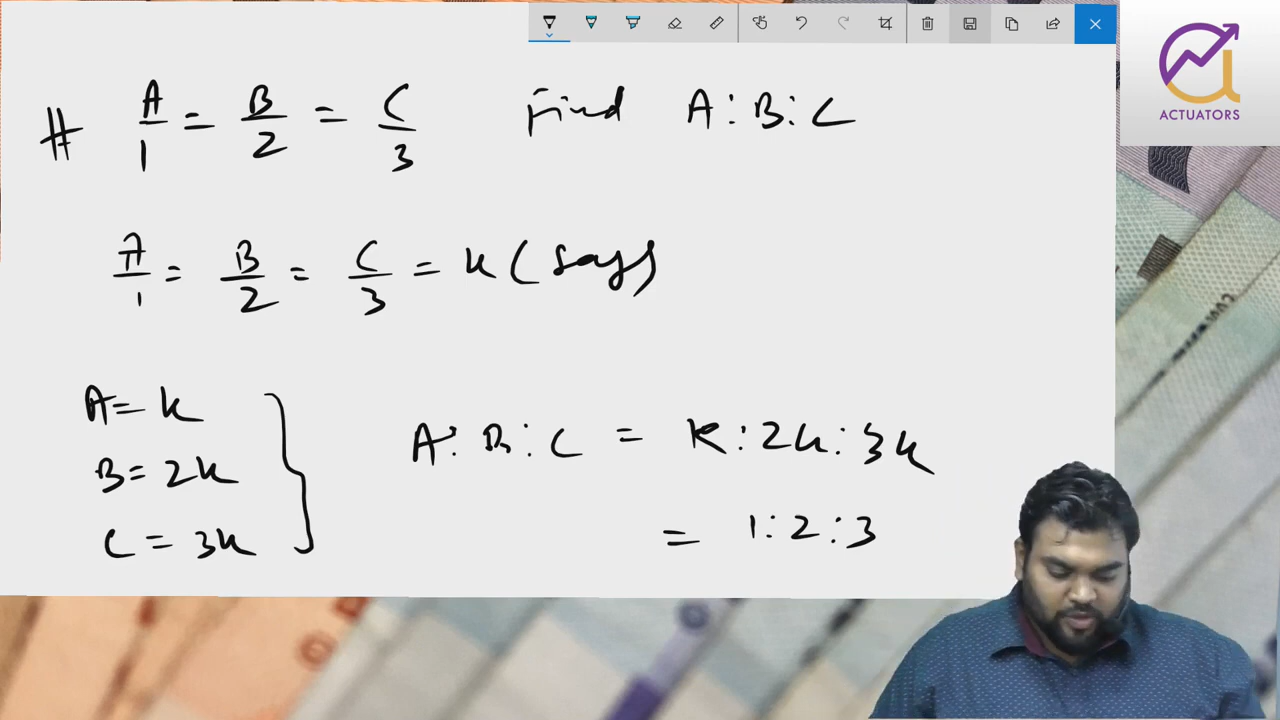 # A/1 = B/2 = C/3 Find A:B:C
ACTUATORS
A/1 = B/2 = C/3 = k (say)
A = k
B = 2k
C = 3k
A:B:C = k:2k:3k
= 1:2:3